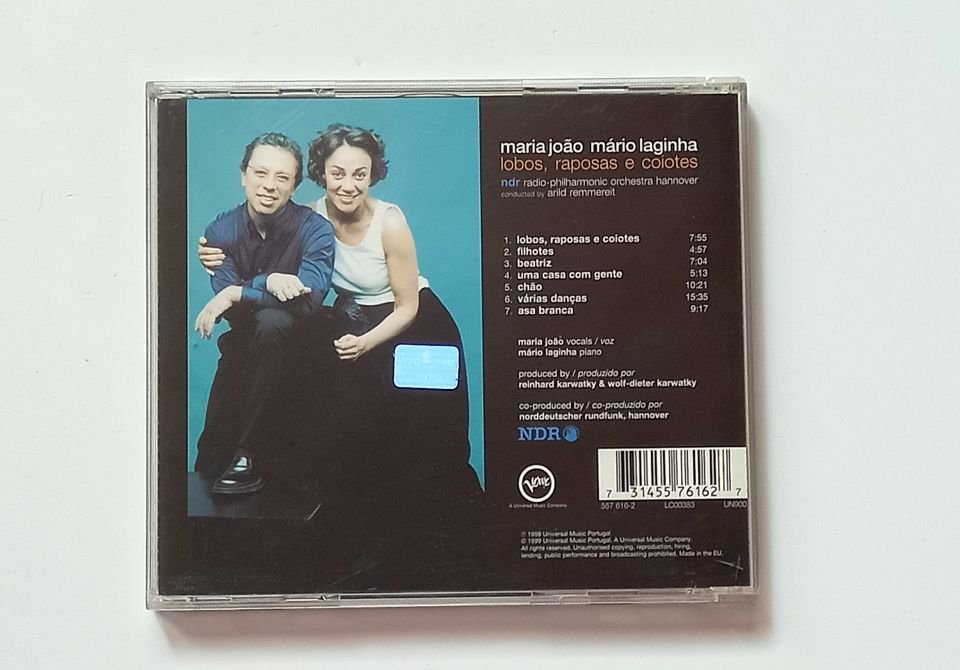 maria joão mário laginha
lobos, raposas e coiotes
ndr radio-philharmonic orchestra hannover
conducted by arild remmereit
1. lobos, raposas e coiotes 7:55
2. filhotes 4:57
3. beatriz 7:04
4. uma casa com gente 5:13
5. chão 10:21
6. várias danças 15:35
7. asa branca 9:17
maria joão vocals / voz
mário laginha piano
produced by / produzido por
reinhard karwatky & wolf-dieter karwatky
co-produced by / co-produzido por
norddeutscher rundfunk, hannover
NDR
Verve
A Universal Music Company
7 31455 76162 7
557 616-2 LC00383 UN900
℗ 1998 Universal Music Portugal
© 1999 Universal Music Portugal. A Universal Music Company.
All rights reserved. Unauthorised copying, reproduction, hiring,
lending, public performance and broadcasting prohibited. Made in the EU.